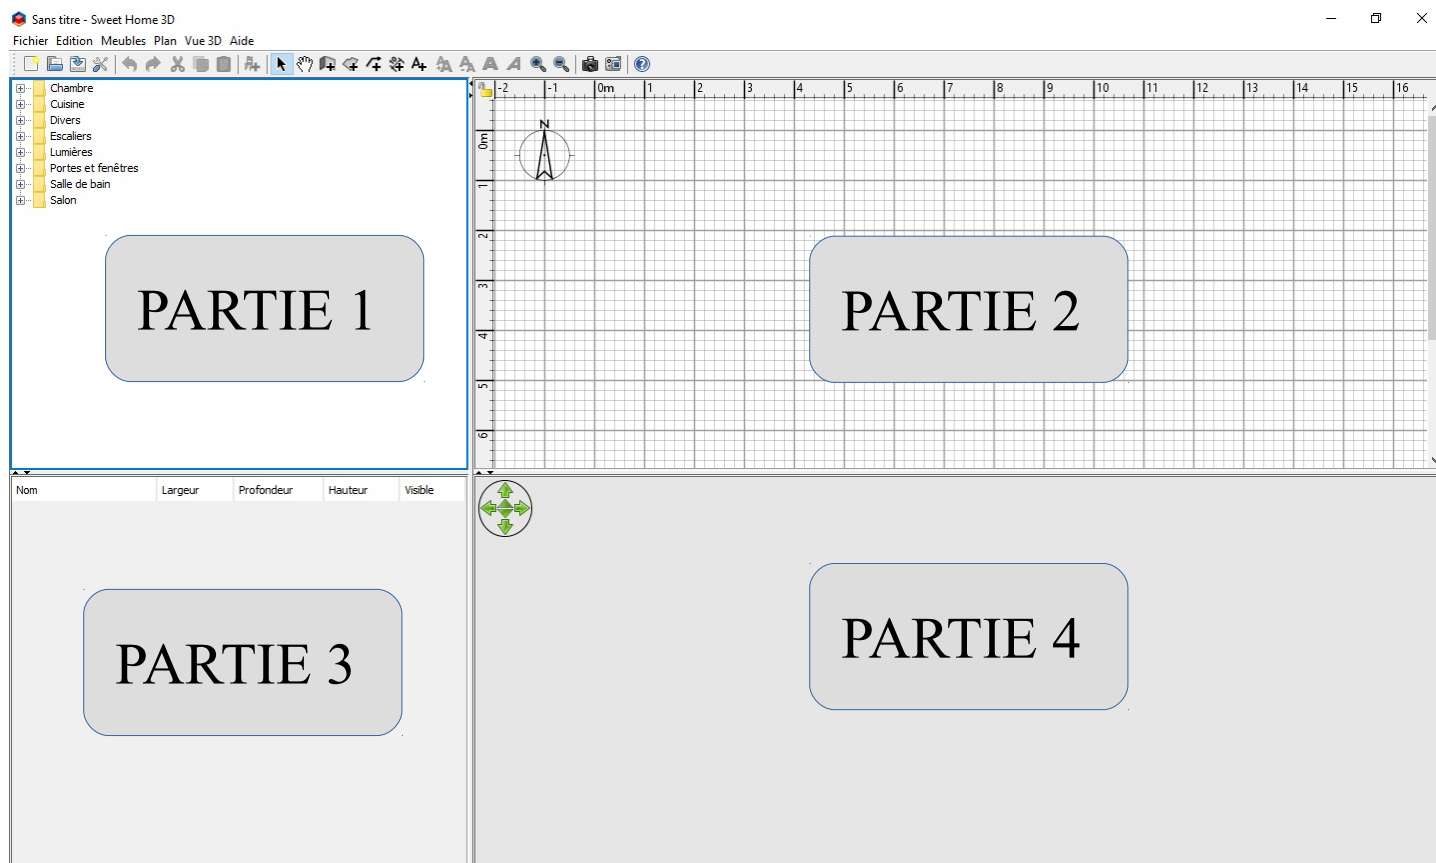 Sans titre - Sweet Home 3D
Fichier Edition Meubles Plan Vue 3D Aide
Chambre
Cuisine
Divers
Escaliers
Lumières
Portes et fenêtres
Salle de bain
Salon
PARTIE 1
-2 -1 0m 1 2 3 4 5 6 7 8 9 10 11 12 13 14 15 16
N
0m
1
2
3
4
5
6
PARTIE 2
Nom Largeur Profondeur Hauteur Visible
PARTIE 3
PARTIE 4